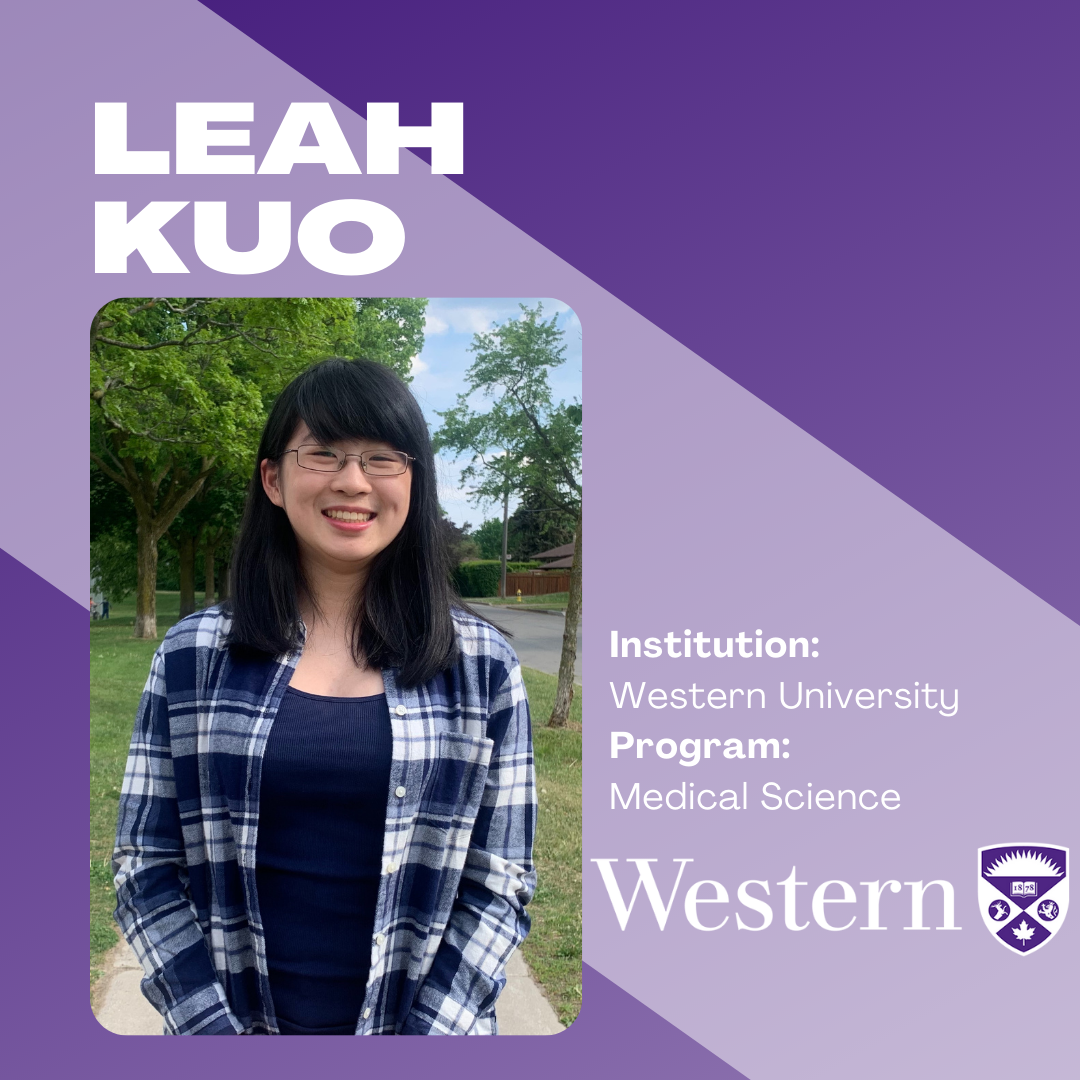 LEAH
KUO
Institution:
Western University
Program:
Medical Science
Western
1878